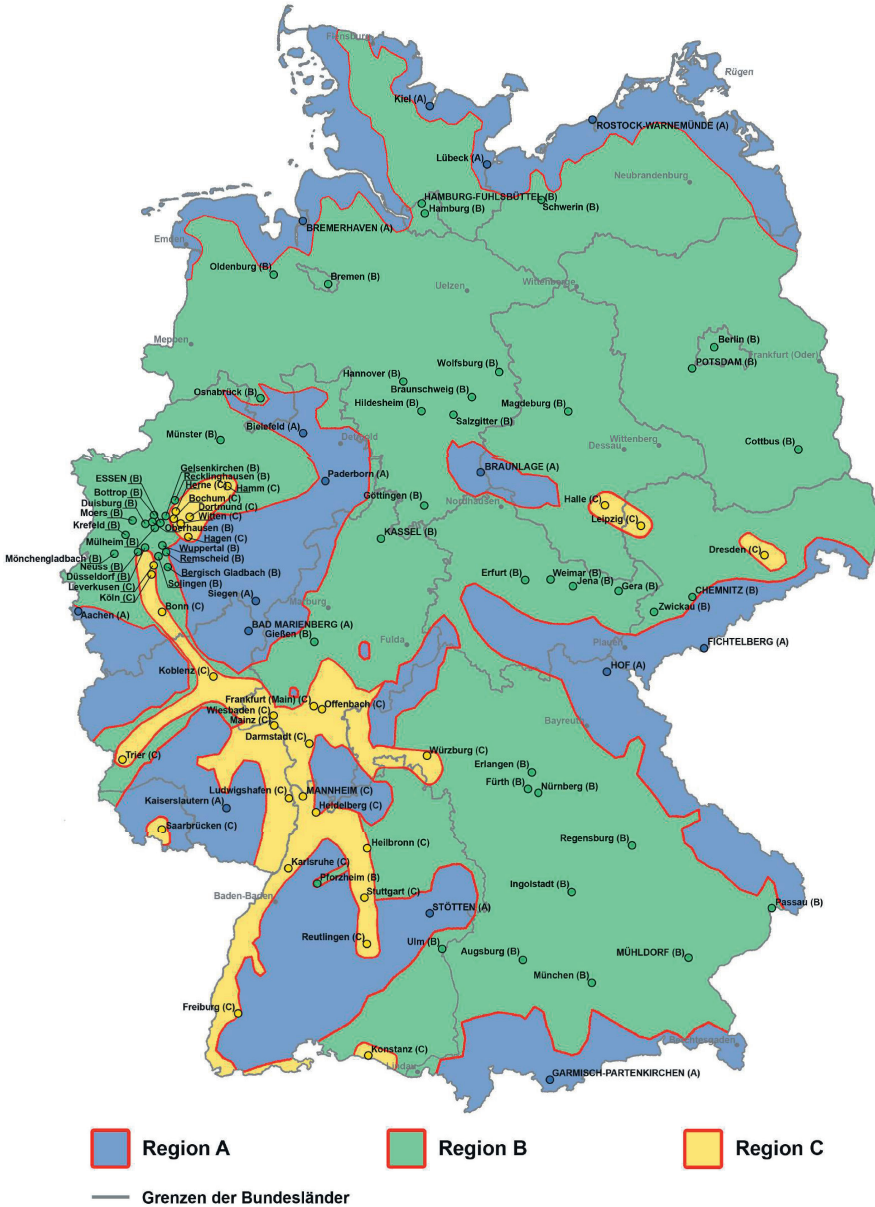 Flensburg
Rügen
Kiel (A)
ROSTOCK-WARNEMÜNDE (A)
Lübeck (A)
Neubrandenburg
HAMBURG-FUHLSBÜTTEL (B)
Schwerin (B)
Hamburg (B)
BREMERHAVEN (A)
Emden
Oldenburg (B)
Bremen (B)
Uelzen
Wittenberge
Meppen
Berlin (B)
Frankfurt (Oder)
POTSDAM (B)
Wolfsburg (B)
Hannover (B)
Braunschweig (B)
Osnabrück (B)
Hildesheim (B)
Magdeburg (B)
Salzgitter (B)
Bielefeld (A)
Münster (B)
Detmold
Dessau
Wittenberg
Cottbus (B)
Gelsenkirchen (B)
BRAUNLAGE (A)
ESSEN (B)
Recklinghausen (B)
Paderborn (A)
Herne (C)
Hamm (C)
Bottrop (B)
Göttingen (B)
Nordhausen
Halle (C)
Bochum (C)
Duisburg (B)
Dortmund (C)
Moers (B)
Witten (C)
Leipzig (C)
Krefeld (B)
Oberhausen (B)
KASSEL (B)
Hagen (C)
Mülheim (B)
Wuppertal (B)
Dresden (C)
Mönchengladbach (B)
Remscheid (B)
Neuss (B)
Bergisch Gladbach (B)
Düsseldorf (B)
Solingen (B)
Erfurt (B)
Weimar (B)
Jena (B)
Gera (B)
CHEMNITZ (B)
Leverkusen (C)
Siegen (A)
Köln (C)
Bonn (C)
Marburg
Zwickau (B)
Aachen (A)
BAD MARIENBERG (A)
Gießen (B)
Fulda
Plauen
FICHTELBERG (A)
Koblenz (C)
HOF (A)
Frankfurt (Main) (C)
Offenbach (C)
Wiesbaden (C)
Mainz (C)
Bayreuth
Darmstadt (C)
Trier (C)
Würzburg (C)
Erlangen (B)
Fürth (B)
Nürnberg (B)
Ludwigshafen (C)
MANNHEIM (C)
Kaiserslautern (A)
Heidelberg (C)
Saarbrücken (C)
Heilbronn (C)
Regensburg (B)
Karlsruhe (C)
Pforzheim (B)
Ingolstadt (B)
Baden-Baden
Stuttgart (C)
Passau (B)
STÖTTEN (A)
Reutlingen (C)
Ulm (B)
Augsburg (B)
MÜHLDORF (B)
München (B)
Freiburg (C)
Berchtesgaden
Konstanz (C)
Lindau
GARMISCH-PARTENKIRCHEN (A)
Region A
Region B
Region C
Grenzen der Bundesländer